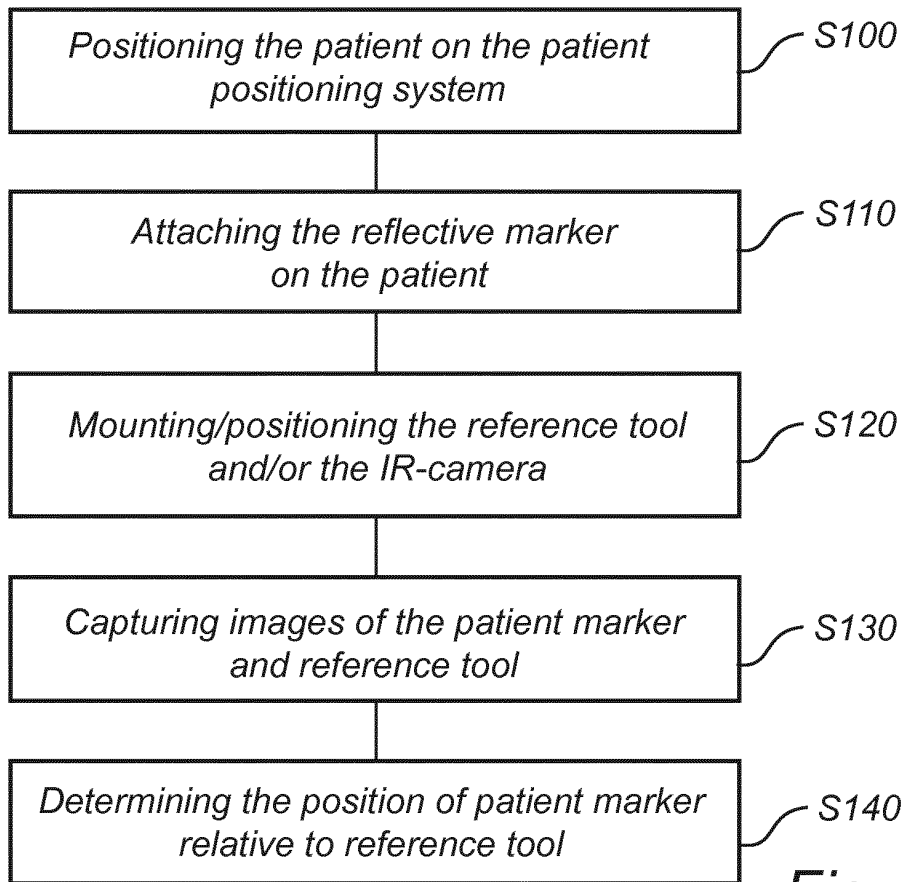 Positioning the patient on the patient
positioning system
S100
Attaching the reflective marker
on the patient
S110
Mounting/positioning the reference tool
and/or the IR-camera
S120
Capturing images of the patient marker
and reference tool
S130
Determining the position of patient marker
relative to reference tool
S140